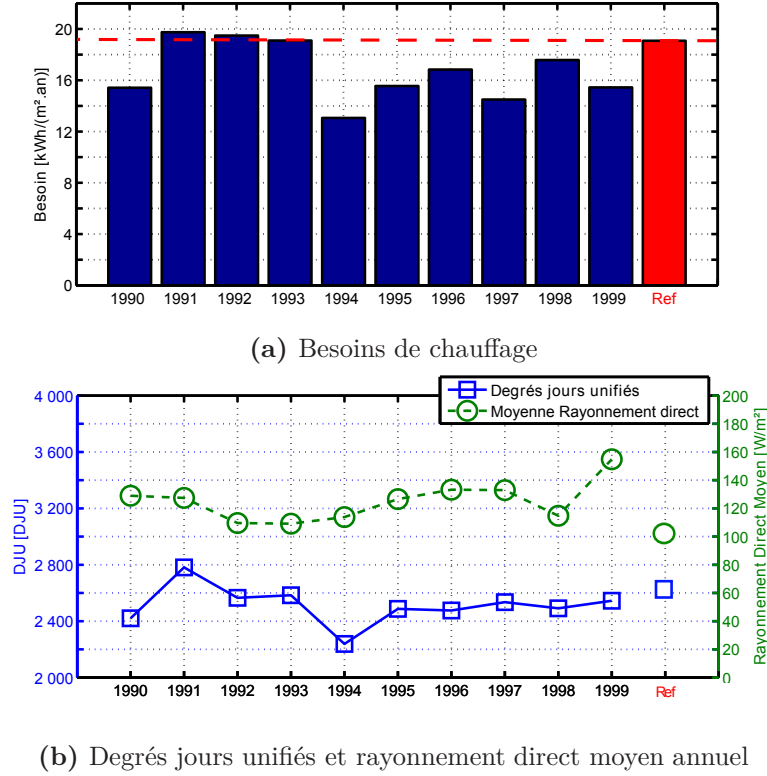 20
16
12
8
4
0
Besoin [kWh/(m².an)]
1990 1991 1992 1993 1994 1995 1996 1997 1998 1999 Ref
(a) Besoins de chauffage
Degrés jours unifiés
Moyenne Rayonnement direct
4 000
3 600
3 200
2 800
2 400
2 000
DJU [DJU]
200
180
160
140
120
100
80
60
40
20
0
Rayonnement Direct Moyen [W/m²]
1990 1991 1992 1993 1994 1995 1996 1997 1998 1999 Ref
(b) Degrés jours unifiés et rayonnement direct moyen annuel